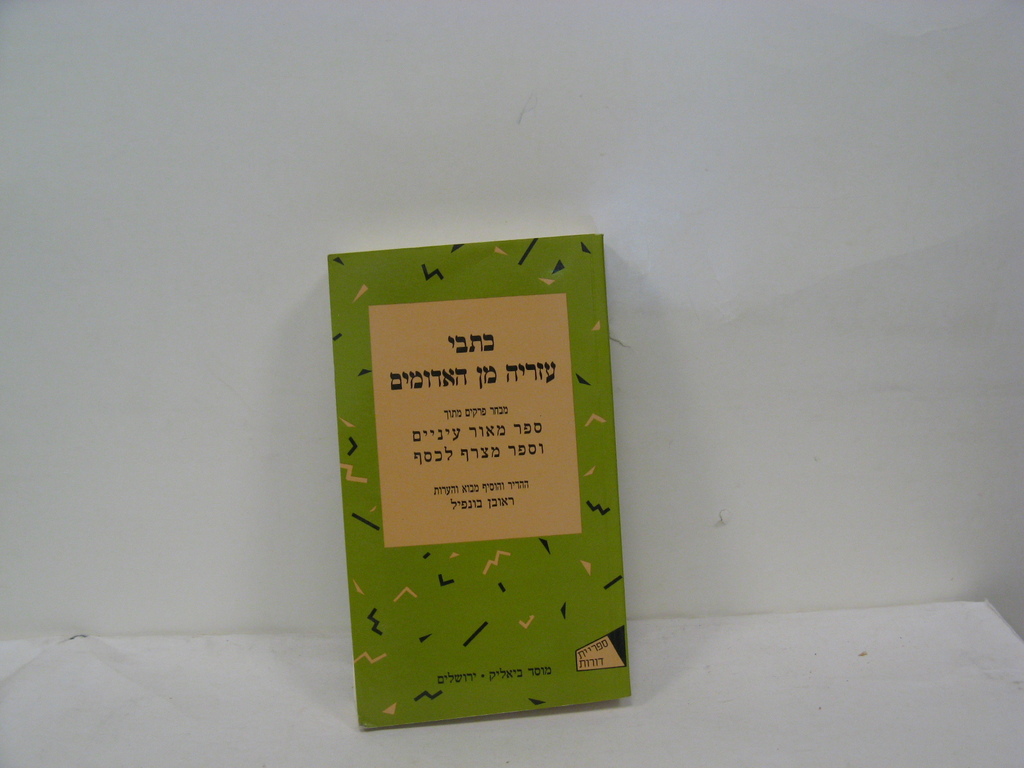 כתבי
עזריה מן האדומים
מבחר פרקים מתוך
ספר מאור עיניים
וספר מצרף לכסף
ההדיר והוסיף מבוא והערות
ראובן בונפיל
ספריית
דורות
מוסד ביאליק • ירושלים